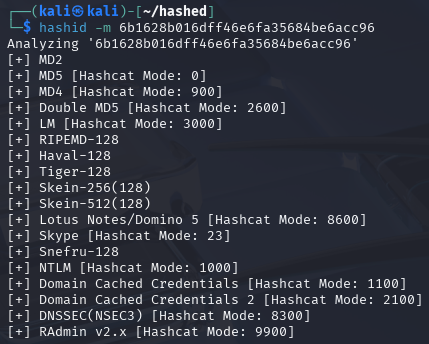 ┌──(kali㉿kali)-[~/hashed]
└─$ hashid -m 6b1628b016dff46e6fa35684be6acc96
Analyzing '6b1628b016dff46e6fa35684be6acc96'
[+] MD2
[+] MD5 [Hashcat Mode: 0]
[+] MD4 [Hashcat Mode: 900]
[+] Double MD5 [Hashcat Mode: 2600]
[+] LM [Hashcat Mode: 3000]
[+] RIPEMD-128
[+] Haval-128
[+] Tiger-128
[+] Skein-256(128)
[+] Skein-512(128)
[+] Lotus Notes/Domino 5 [Hashcat Mode: 8600]
[+] Skype [Hashcat Mode: 23]
[+] Snefru-128
[+] NTLM [Hashcat Mode: 1000]
[+] Domain Cached Credentials [Hashcat Mode: 1100]
[+] Domain Cached Credentials 2 [Hashcat Mode: 2100]
[+] DNSSEC(NSEC3) [Hashcat Mode: 8300]
[+] RAdmin v2.x [Hashcat Mode: 9900]